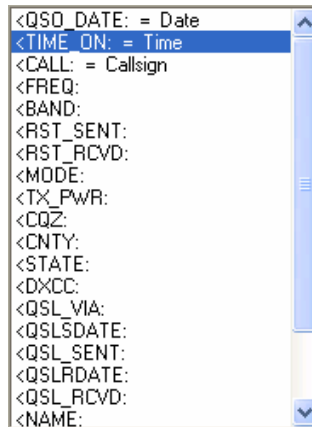 <QSO_DATE: = Date
<TIME_ON: = Time
<CALL: = Callsign
<FREQ:
<BAND:
<RST_SENT:
<RST_RCVD:
<MODE:
<TX_PWR:
<CQZ:
<CNTY:
<STATE:
<DXCC:
<QSL_VIA:
<QSLSDATE:
<QSL_SENT:
<QSLRDATE:
<QSL_RCVD:
<NAME: